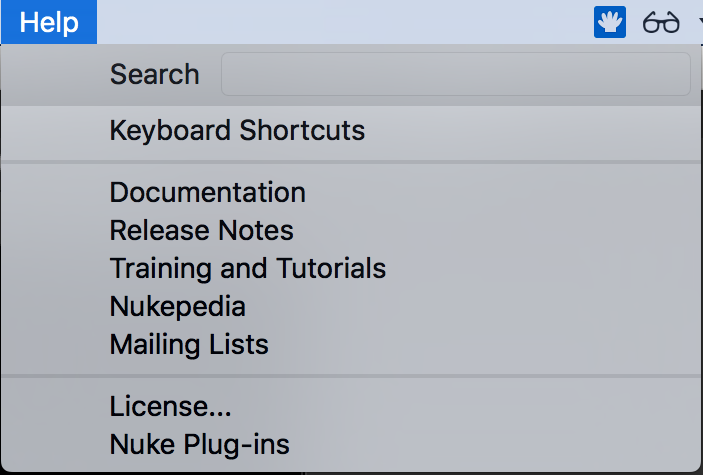 Help
Search
Keyboard Shortcuts
Documentation
Release Notes
Training and Tutorials
Nukepedia
Mailing Lists
License...
Nuke Plug-ins